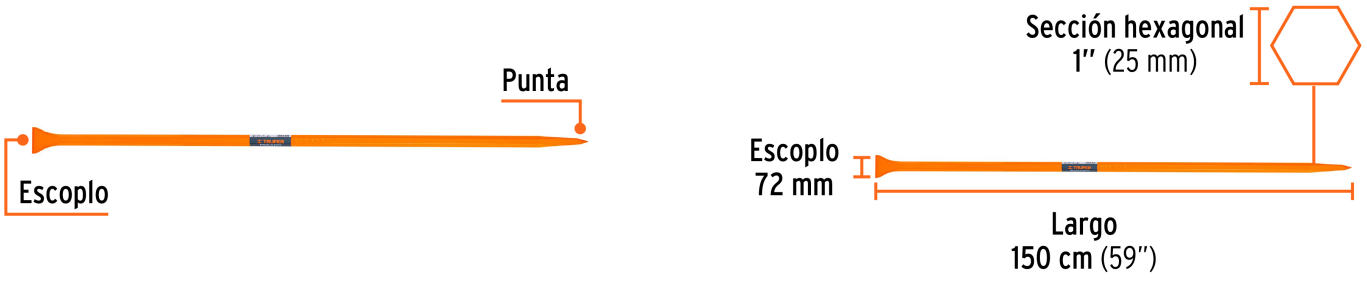 Punta
Escoplo
Sección hexagonal
1" (25 mm)
Escoplo
72 mm
Largo
150 cm (59")